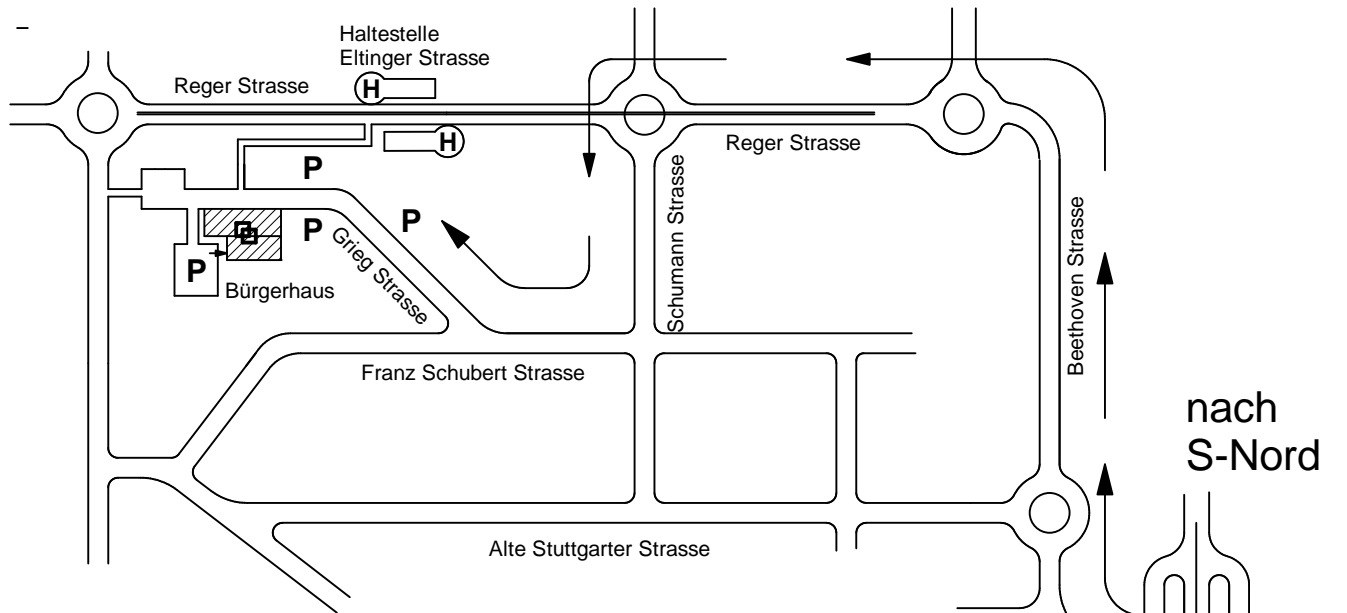 Haltestelle
Eltinger Strasse
Reger Strasse
H
H
Reger Strasse
P
P
P
Grieg Strasse
Schumann Strasse
Beethoven Strasse
P
Bürgerhaus
Franz Schubert Strasse
nach
S-Nord
Alte Stuttgarter Strasse